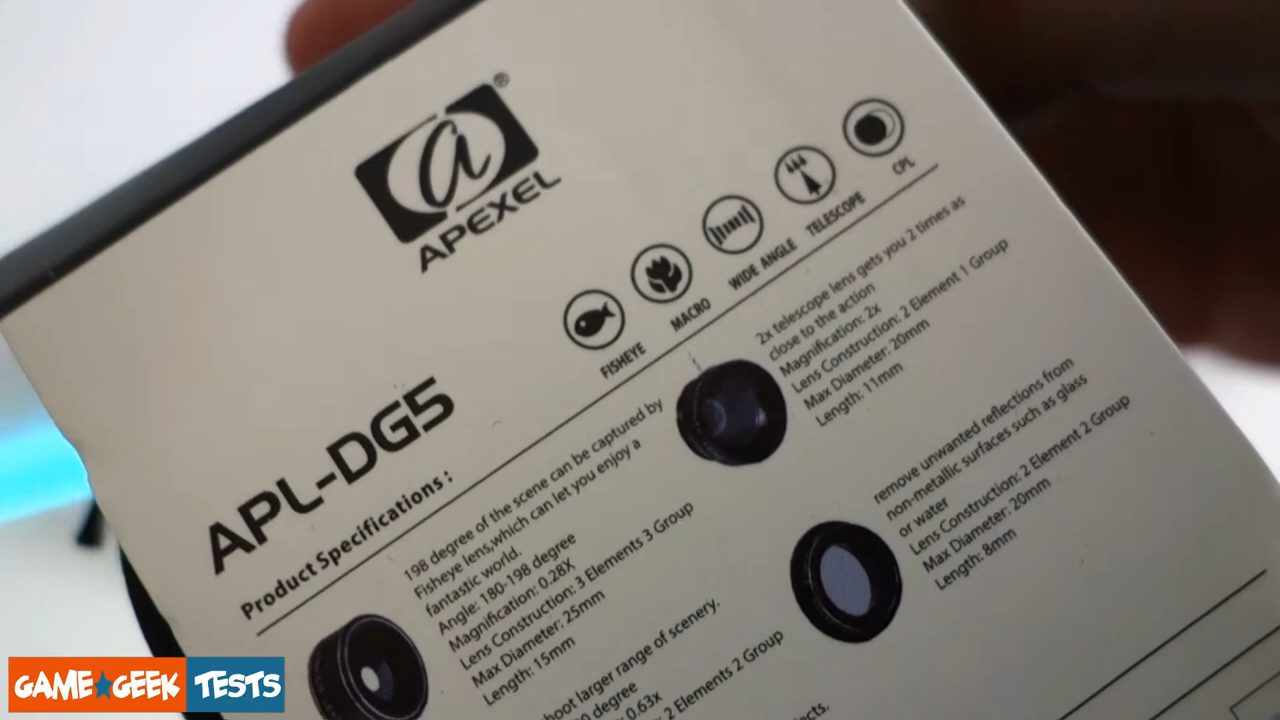 ®
APEXEL
FISHEYE
MACRO
WIDE ANGLE
TELESCOPE
CPL
APL-DG5
Product Specifications:
198 degree of the scene can be captured by
Fisheye lens,which can let you enjoy a
fantastic world.
Angle: 180-198 degree
Magnification: 0.28X
Lens Construction: 3 Elements 3 Group
Max Diameter: 25mm
Length: 15mm
2x telescope lens gets you 2 times as
close to the action
Magnification: 2x
Lens Construction: 2 Element 1 Group
Max Diameter: 20mm
Length: 11mm
remove unwanted reflections from
non-metallic surfaces such as glass
or water
Lens Construction: 2 Element 2 Group
Max Diameter: 20mm
Length: 8mm
larger range of scenery.
degree
0.63x
2 Elements 2 Group
GAME GEEK TESTS